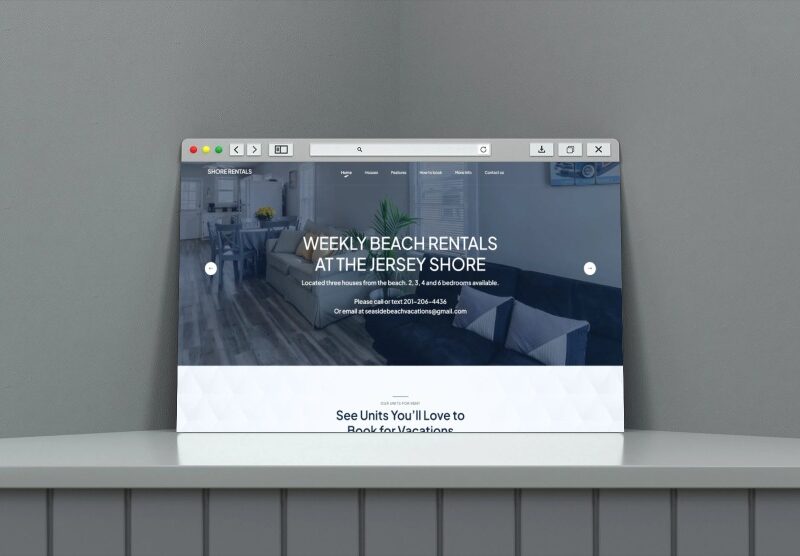 SHORE RENTALS
Home Houses Features How to book More Info Contact us
WEEKLY BEACH RENTALS
AT THE JERSEY SHORE
Located three houses from the beach. 2, 3, 4 and 6 bedrooms available.
Please call or text 201-206-4436
Or email at seasidebeachvacations@gmail.com
OUR UNITS FOR RENT
See Units You'll Love to
Book for Vacations